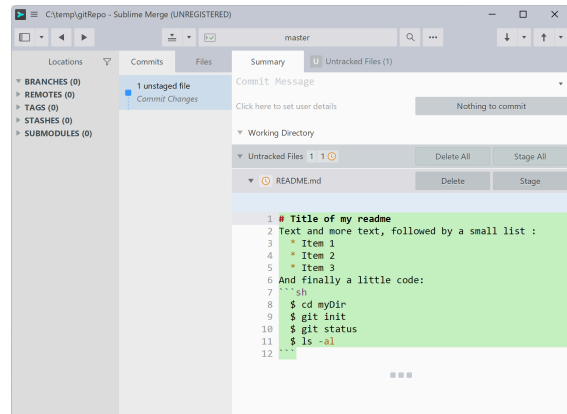 C:\temp\gitRepo - Sublime Merge (UNREGISTERED)
master
Locations
Commits
Files
Summary
U Untracked Files (1)
BRANCHES (0)
REMOTES (0)
TAGS (0)
STASHES (0)
SUBMODULES (0)
1 unstaged file
Commit Changes
Commit Message
Click here to set user details
Nothing to commit
Working Directory
Untracked Files 1 1
Delete All
Stage All
README.md
Delete
Stage
1 # Title of my readme
2 Text and more text, followed by a small list :
3   * Item 1
4   * Item 2
5   * Item 3
6 And finally a little code:
7 ```sh
8   $ cd myDir
9   $ git init
10   $ git status
11   $ ls -al
12 ```